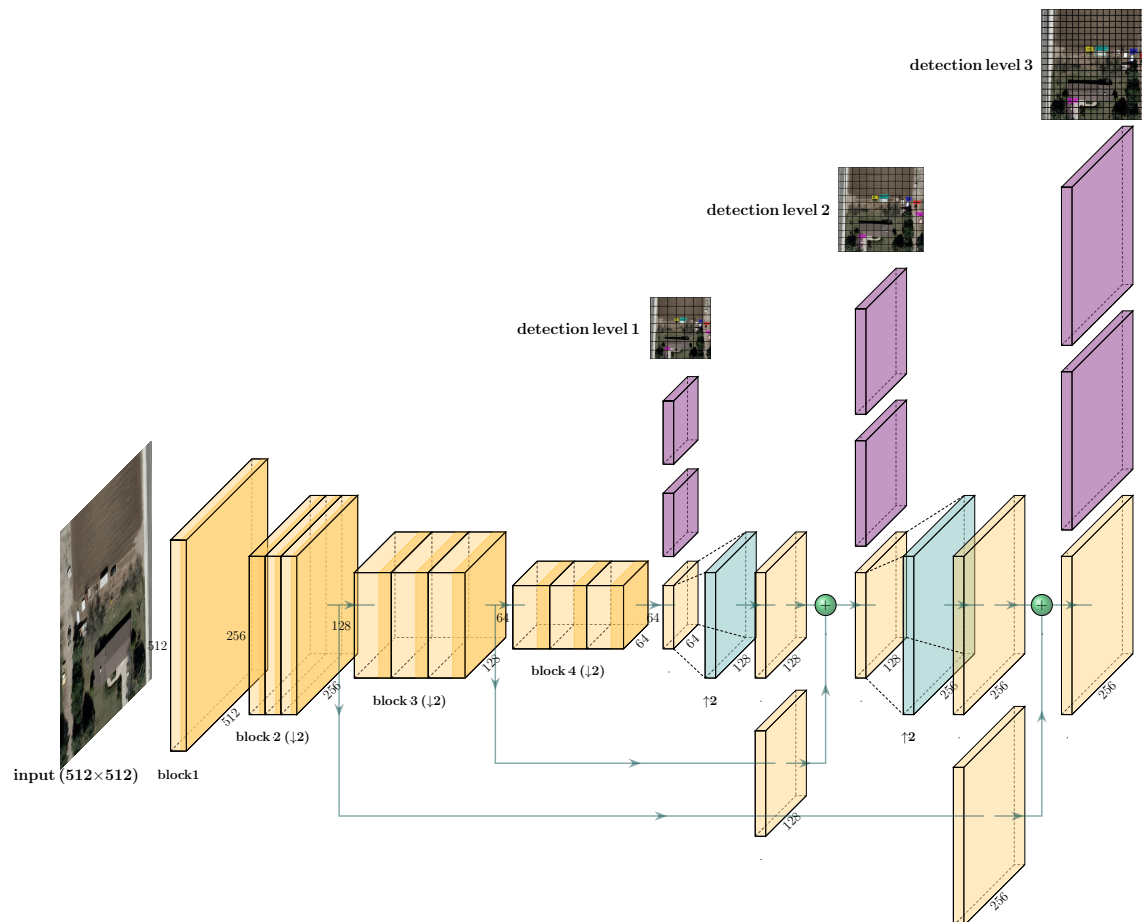 detection level 3
detection level 2
detection level 1
512
512
block1
input (512×512)
256
256
block 2 (↓2)
128
128
block 3 (↓2)
64
64
block 4 (↓2)
64
64
128
↑2
128
128
128
256
↑2
256
256
256
+
+